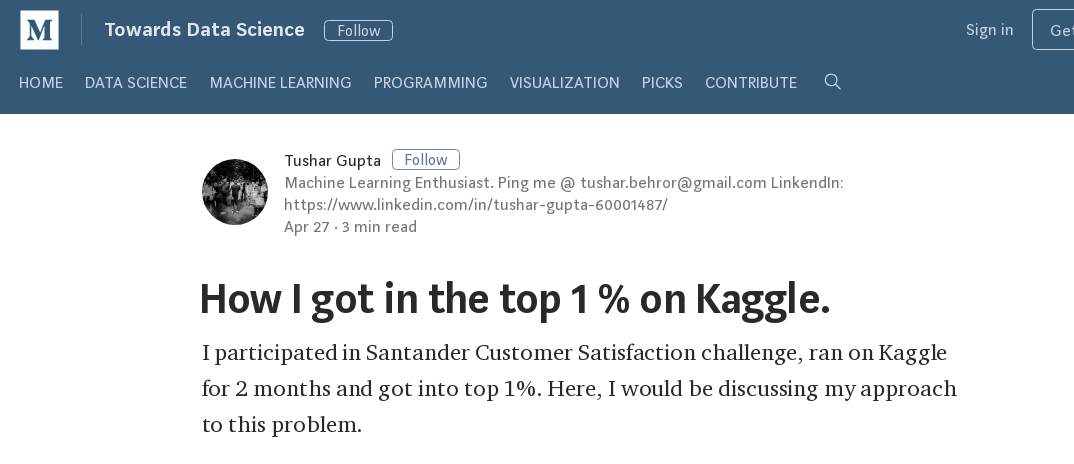 M Towards Data Science Follow Sign in Get
HOME DATA SCIENCE MACHINE LEARNING PROGRAMMING VISUALIZATION PICKS CONTRIBUTE
Tushar Gupta Follow
Machine Learning Enthusiast. Ping me @ tushar.behror@gmail.com LinkendIn:
https://www.linkedin.com/in/tushar-gupta-60001487/
Apr 27 · 3 min read
How I got in the top 1 % on Kaggle.
I participated in Santander Customer Satisfaction challenge, ran on Kaggle
for 2 months and got into top 1%. Here, I would be discussing my approach
to this problem.